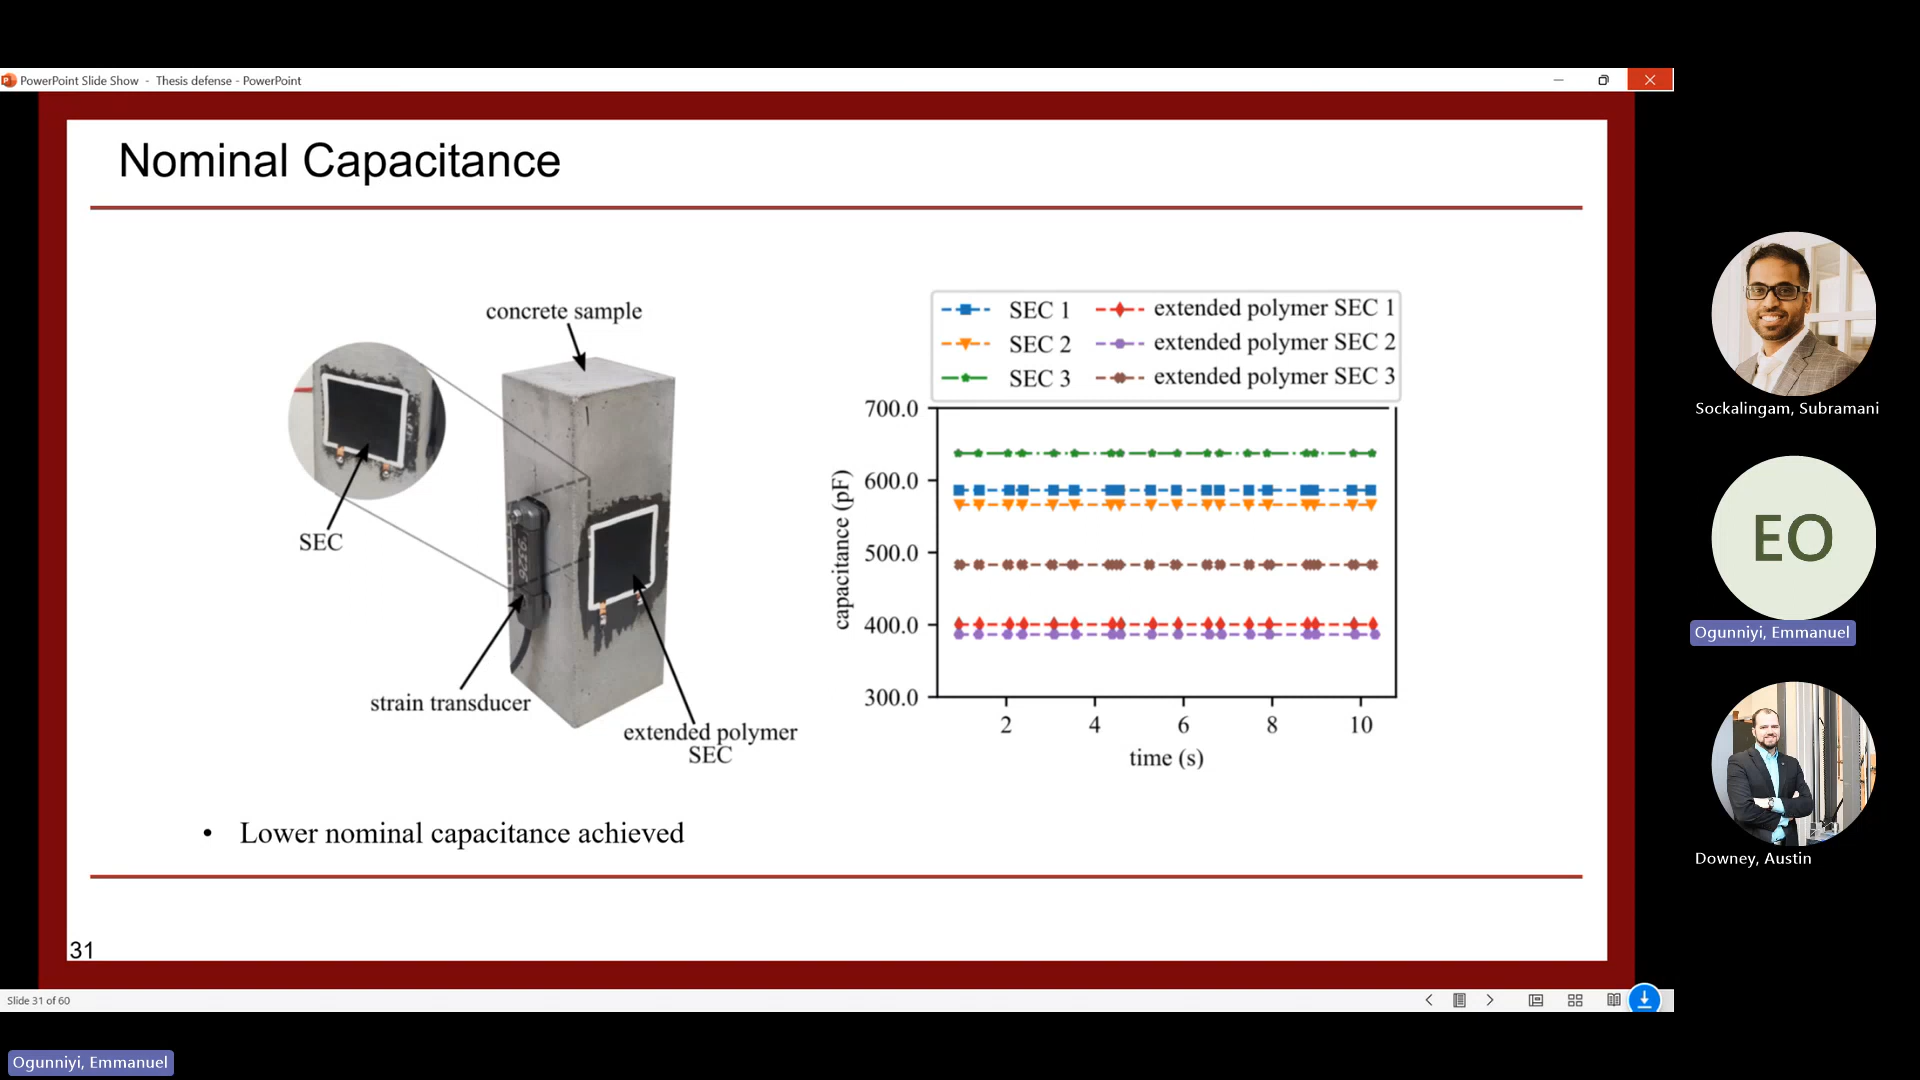 PowerPoint Slide Show - Thesis defense - PowerPoint
Nominal Capacitance
concrete sample
SEC
strain transducer
extended polymer
SEC
9326
SEC 1
SEC 2
SEC 3
extended polymer SEC 1
extended polymer SEC 2
extended polymer SEC 3
700.0
600.0
500.0
400.0
300.0
capacitance (pF)
2 4 6 8 10
time (s)
• Lower nominal capacitance achieved
31
Slide 31 of 60
Sockalingam, Subramani
EO
Ogunniyi, Emmanuel
Downey, Austin
Ogunniyi, Emmanuel